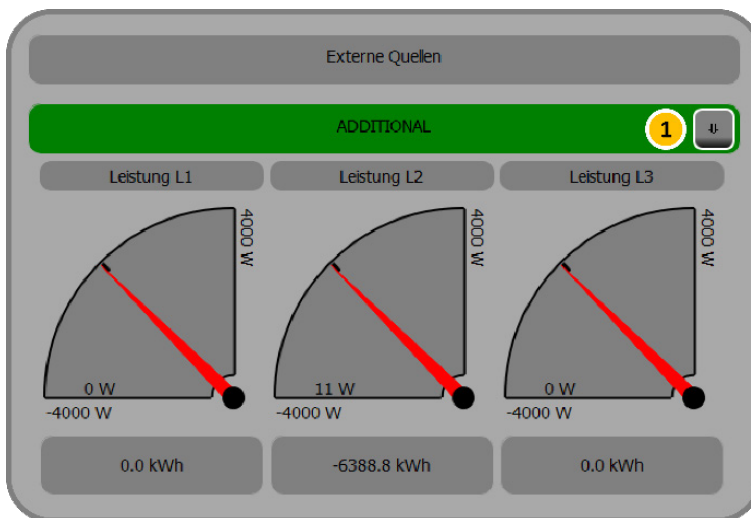 Externe Quellen
ADDITIONAL
1
Leistung L1 Leistung L2 Leistung L3
4000 W 4000 W 4000 W
0 W 11 W 0 W
-4000 W -4000 W -4000 W
0.0 kWh -6388.8 kWh 0.0 kWh